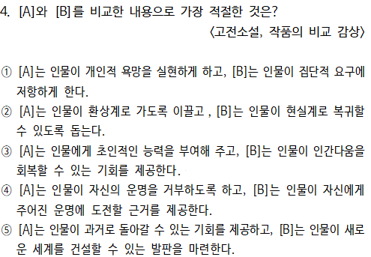 4. [A]와 [B]를 비교한 내용으로 가장 적절한 것은?
〈고전소설, 작품의 비교 감상〉
① [A]는 인물이 개인적 욕망을 실현하게 하고, [B]는 인물이 집단적 요구에
저항하게 한다.
② [A]는 인물이 환상계로 가도록 이끌고 , [B]는 인물이 현실계로 복귀할
수 있도록 돕는다.
③ [A]는 인물에게 초인적인 능력을 부여해 주고, [B]는 인물이 인간다움을
회복할 수 있는 기회를 제공한다.
④ [A]는 인물이 자신의 운명을 거부하도록 하고, [B]는 인물이 자신에게
주어진 운명에 도전할 근거를 제공한다.
⑤ [A]는 인물이 과거로 돌아갈 수 있는 기회를 제공하고, [B]는 인물이 새로
운 세계를 건설할 수 있는 발판을 마련한다.